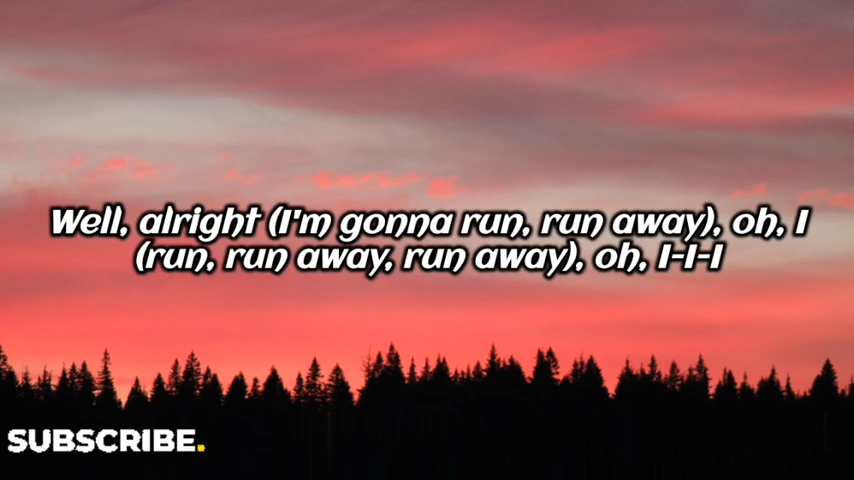 Well, alright (I'm gonna run, run away), oh, I
(run, run away, run away), oh, I-I-I
SUBSCRIBE.